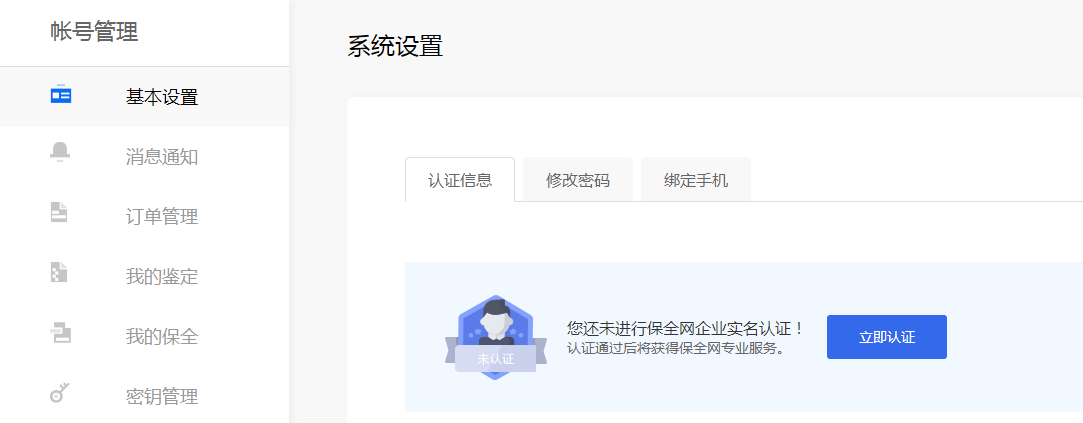 帐号管理
基本设置
消息通知
订单管理
我的鉴定
我的保全
密钥管理
系统设置
认证信息
修改密码
绑定手机
未认证
您还未进行保全网企业实名认证！
认证通过后将获得保全网专业服务。
立即认证